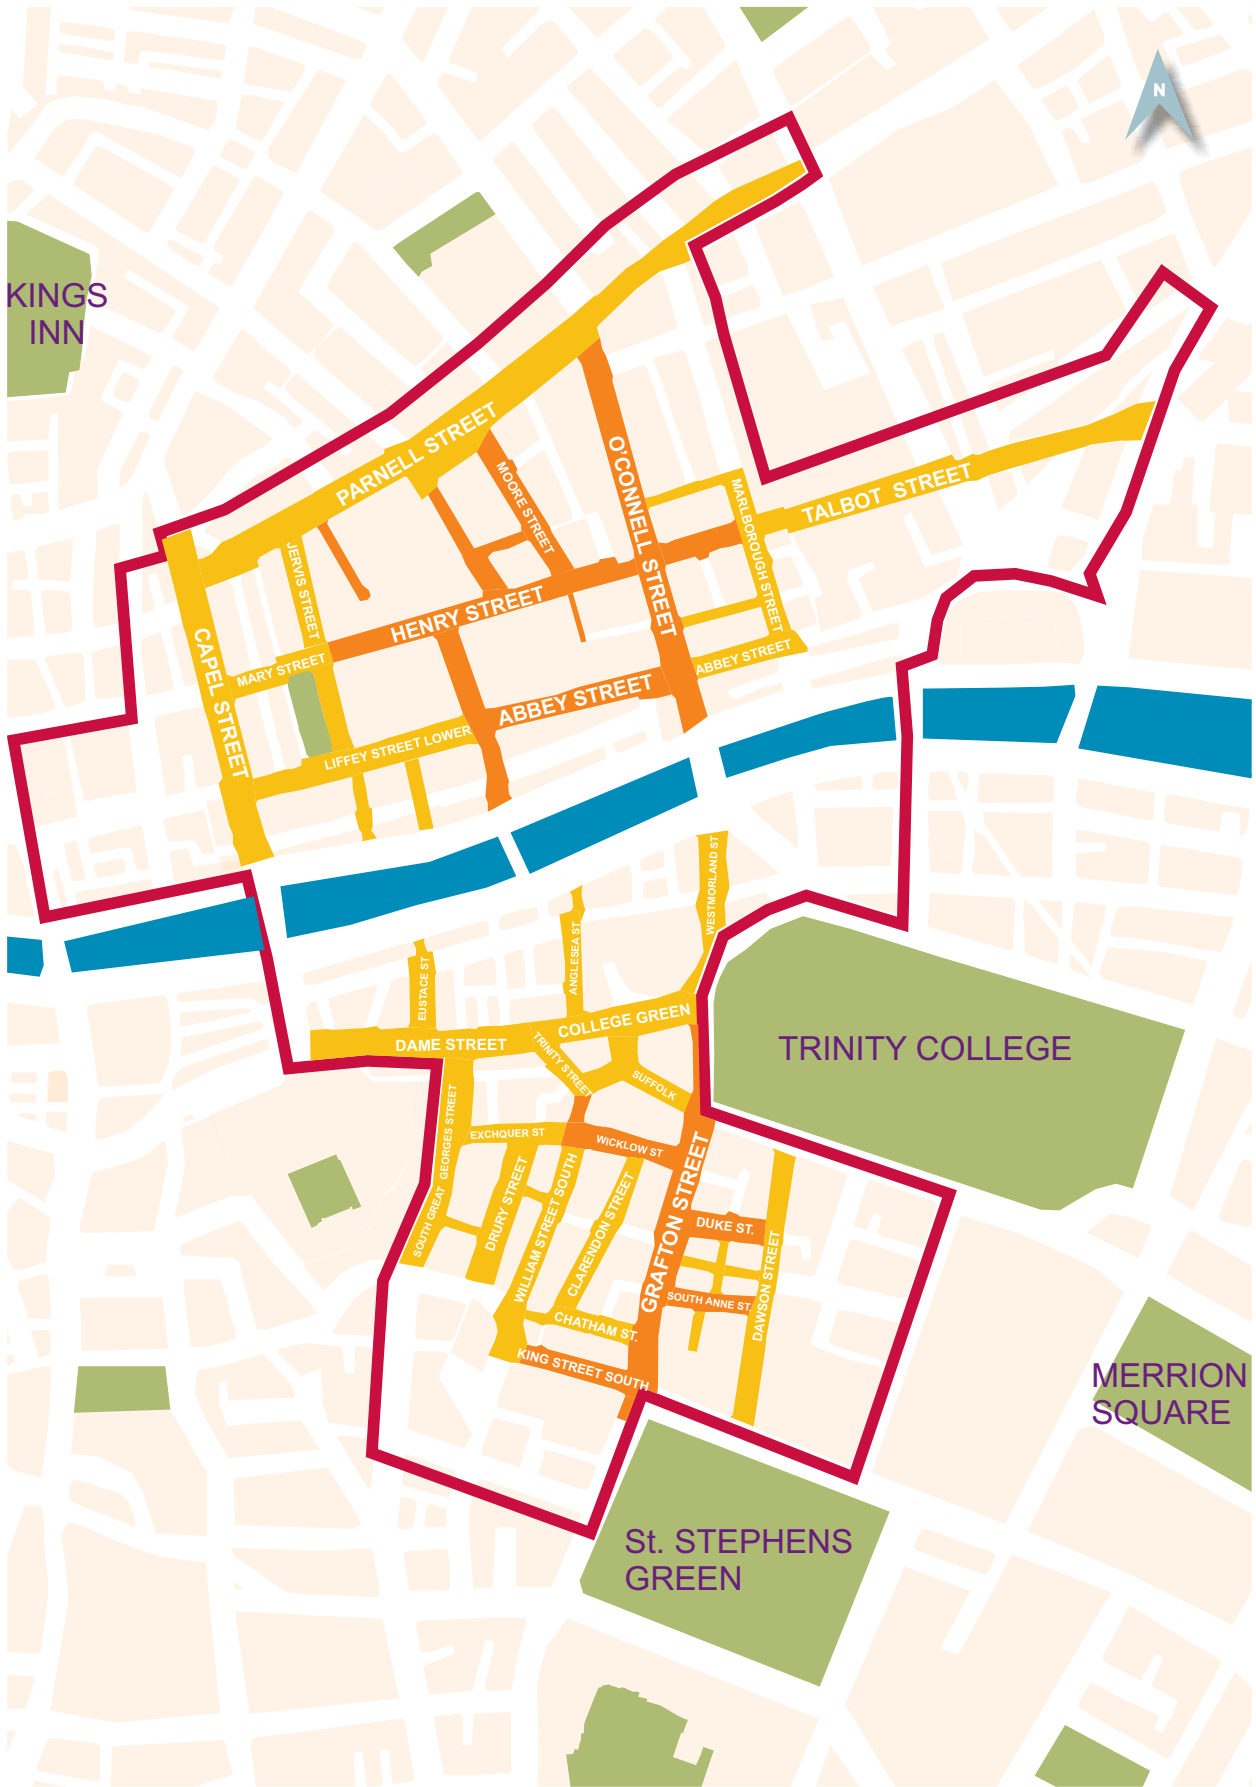 N
KINGS
INN
PARNELL STREET
MOORE STREET
O'CONNELL STREET
MARLBOROUGH STREET
TALBOT STREET
JERVIS STREET
HENRY STREET
CAPEL STREET
MARY STREET
ABBEY STREET
ABBEY STREET
LIFFEY STREET LOWER
WESTMORLAND ST
ANGLESEA ST
EUSTACE ST
COLLEGE GREEN
DAME STREET
TRINITY STREET
SUFFOLK
TRINITY COLLEGE
SOUTH GREAT GEORGES STREET
EXCHQUER ST
WICKLOW ST
DRURY STREET
WILLIAM STREET SOUTH
CLARENDON STREET
GRAFTON STREET
DUKE ST.
DAWSON STREET
SOUTH ANNE ST.
CHATHAM ST.
KING STREET SOUTH
MERRION
SQUARE
St. STEPHENS
GREEN